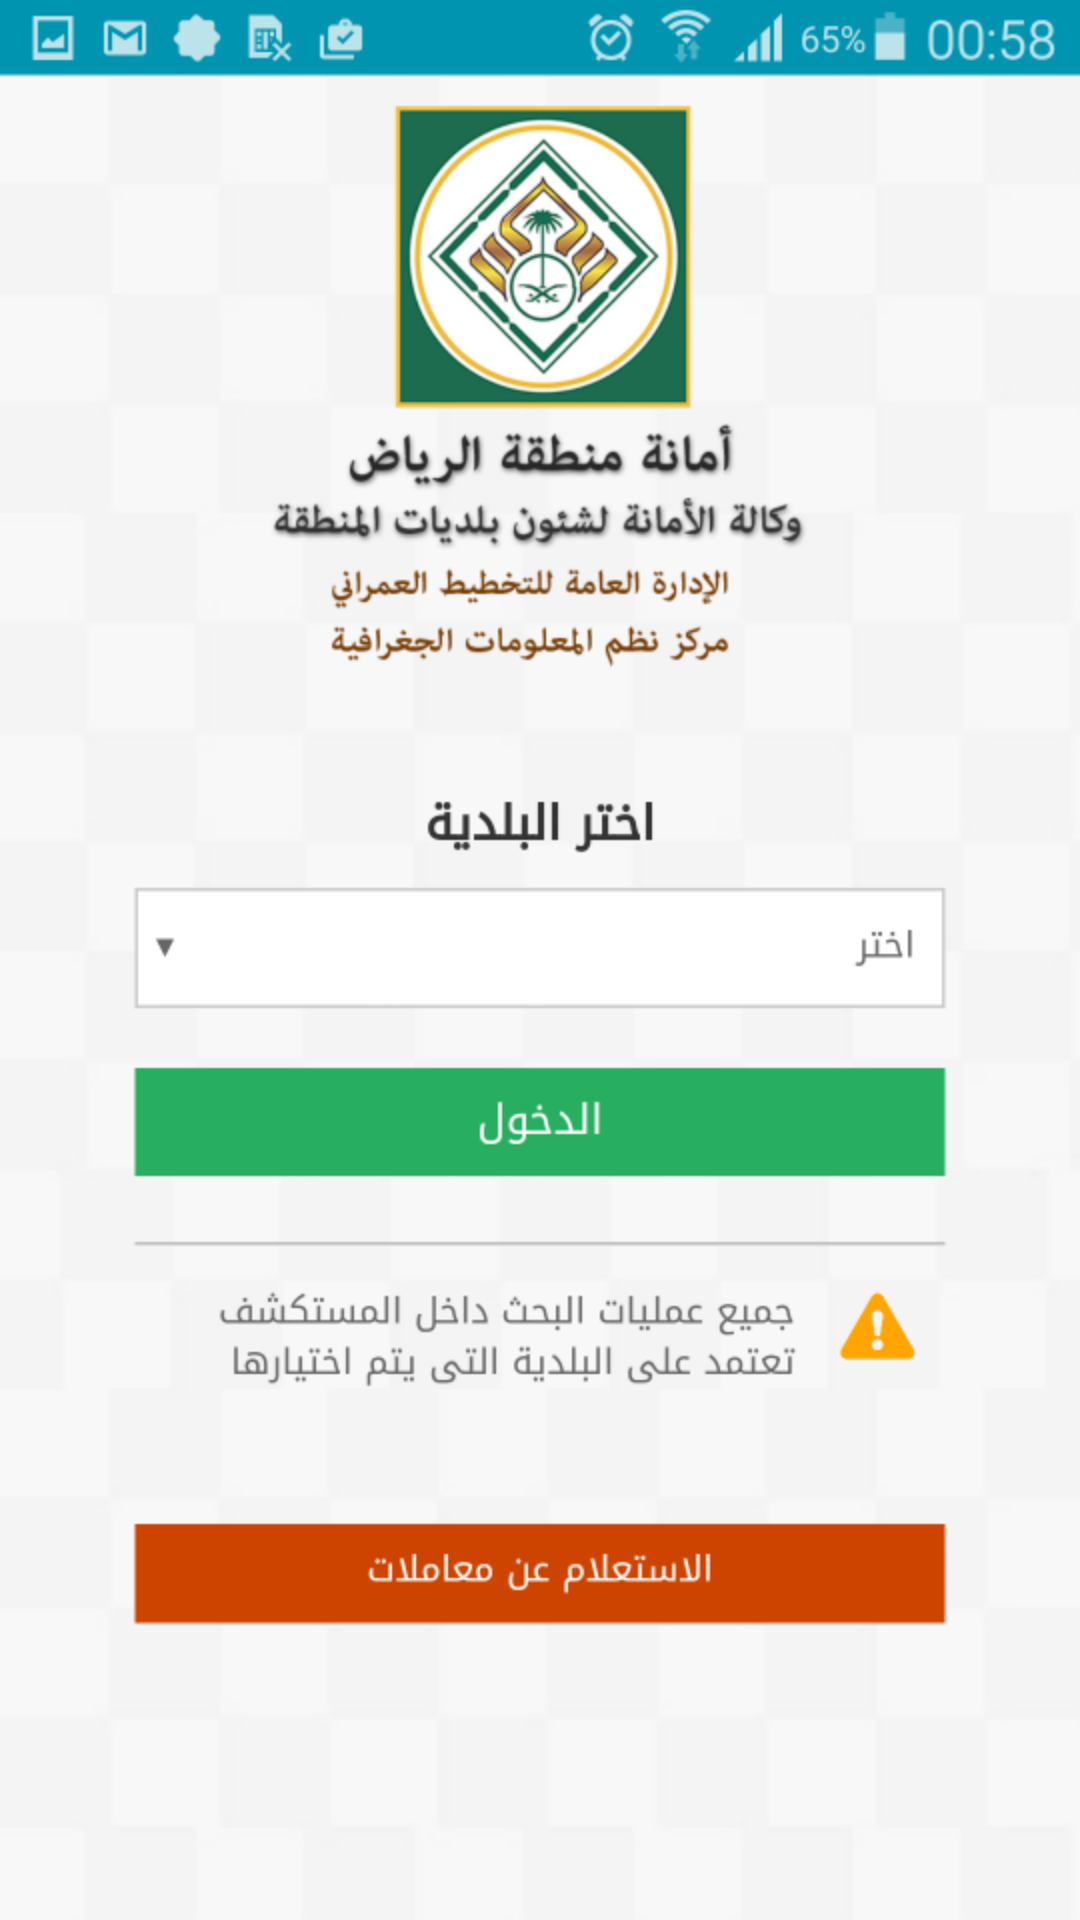 65% 00:58
أمانة منطقة الرياض
وكالة الأمانة لشئون بلديات المنطقة
الإدارة العامة للتخطيط العمراني
مركز نظم المعلومات الجغرافية
اختر البلدية
اختر
الدخول
جميع عمليات البحث داخل المستكشف
تعتمد على البلدية التى يتم اختيارها
الاستعلام عن معاملات